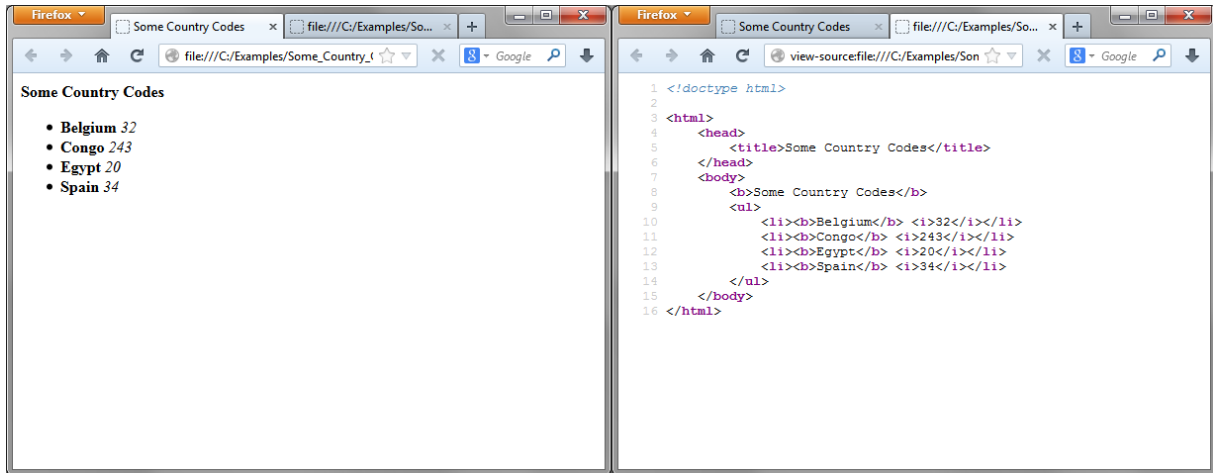 Firefox
Some Country Codes
file:///C:/Examples/So...
file:///C:/Examples/Some_Country_(
Google
Some Country Codes
Belgium 32
Congo 243
Egypt 20
Spain 34
Firefox
Some Country Codes
file:///C:/Examples/So...
view-source:file:///C:/Examples/Son
Google
1 <!doctype html>
2
3 <html>
4 <head>
5 <title>Some Country Codes</title>
6 </head>
7 <body>
8 <b>Some Country Codes</b>
9 <ul>
10 <li><b>Belgium</b> <i>32</i></li>
11 <li><b>Congo</b> <i>243</i></li>
12 <li><b>Egypt</b> <i>20</i></li>
13 <li><b>Spain</b> <i>34</i></li>
14 </ul>
15 </body>
16 </html>